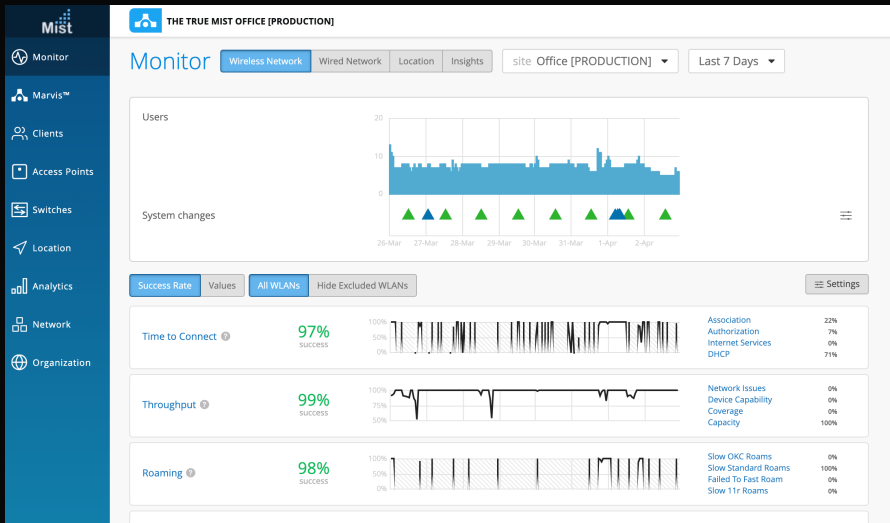 Mist
THE TRUE MIST OFFICE [PRODUCTION]
Monitor
Marvis™
Clients
Access Points
Switches
Location
Analytics
Network
Organization
Monitor
Wireless Network Wired Network Location Insights
site Office [PRODUCTION]
Last 7 Days
Users
20
10
0
System changes
26-Mar 27-Mar 28-Mar 29-Mar 30-Mar 31-Mar 1-Apr 2-Apr
Success Rate Values All WLANs Hide Excluded WLANs
Settings
Time to Connect ?
97%
success
100%
50%
0%
Association 22%
Authorization 7%
Internet Services 0%
DHCP 71%
Throughput ?
99%
success
100%
75%
50%
Network Issues 0%
Device Capability 0%
Coverage 0%
Capacity 100%
Roaming ?
98%
success
100%
50%
0%
Slow OKC Roams 0%
Slow Standard Roams 100%
Failed To Fast Roam 0%
Slow 11r Roams 0%